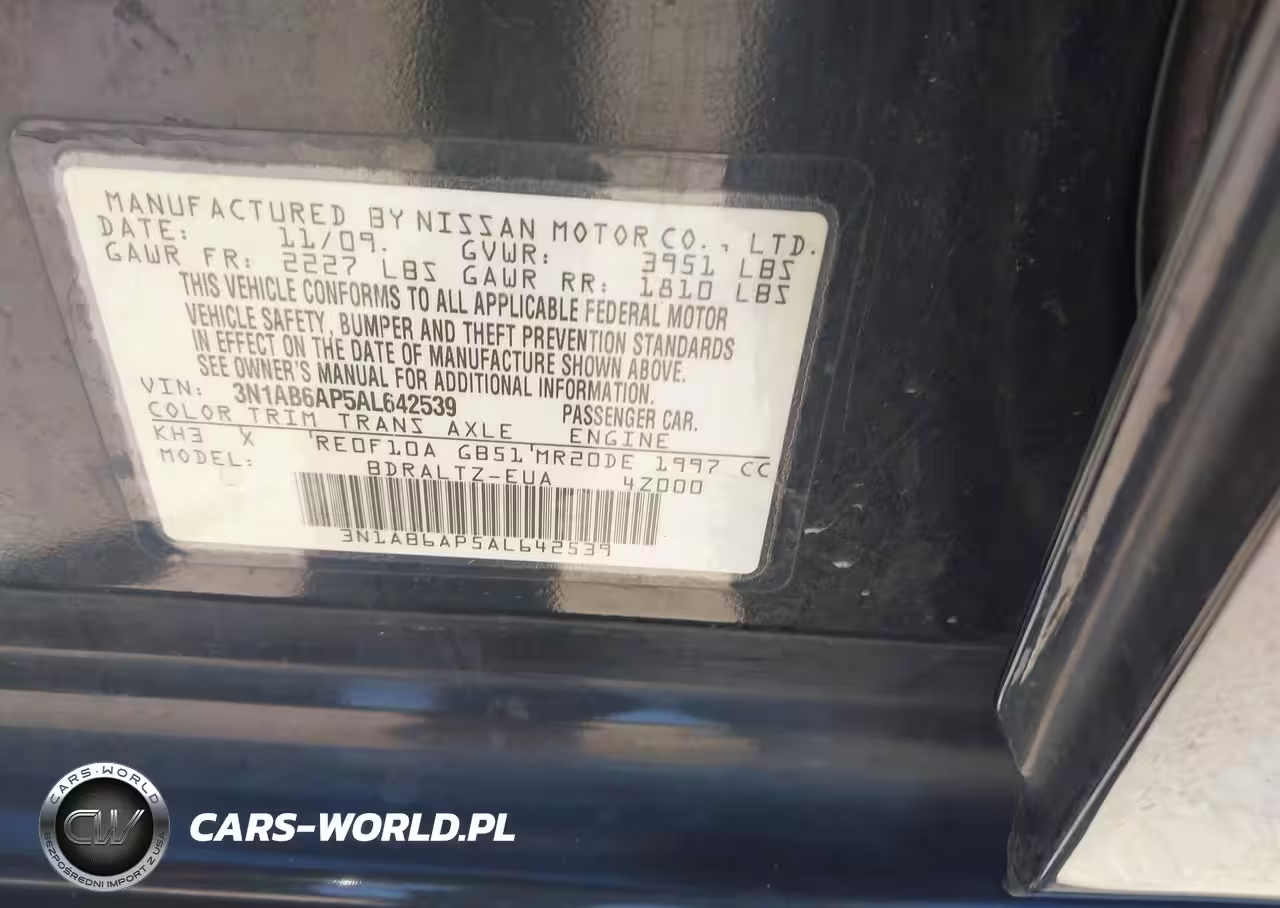 MANUFACTURED BY NISSAN MOTOR CO., LTD.
DATE: 11/09. GVWR: 3951 LBS
GAWR FR: 2227 LBS GAWR RR: 1810 LBS
THIS VEHICLE CONFORMS TO ALL APPLICABLE FEDERAL MOTOR
VEHICLE SAFETY, BUMPER AND THEFT PREVENTION STANDARDS
IN EFFECT ON THE DATE OF MANUFACTURE SHOWN ABOVE.
SEE OWNER'S MANUAL FOR ADDITIONAL INFORMATION.
VIN: 3N1AB6AP5AL642539 PASSENGER CAR.
COLOR TRIM TRANS AXLE ENGINE
KH3 X 'RE0F10A GB51'MR20DE 1997 CC
MODEL: BDRALTZ-EUA 4Z000
3N1AB6AP5AL642539
CARS-WORLD
CW
BEZPOŚREDNI IMPORT Z USA
CARS-WORLD.PL